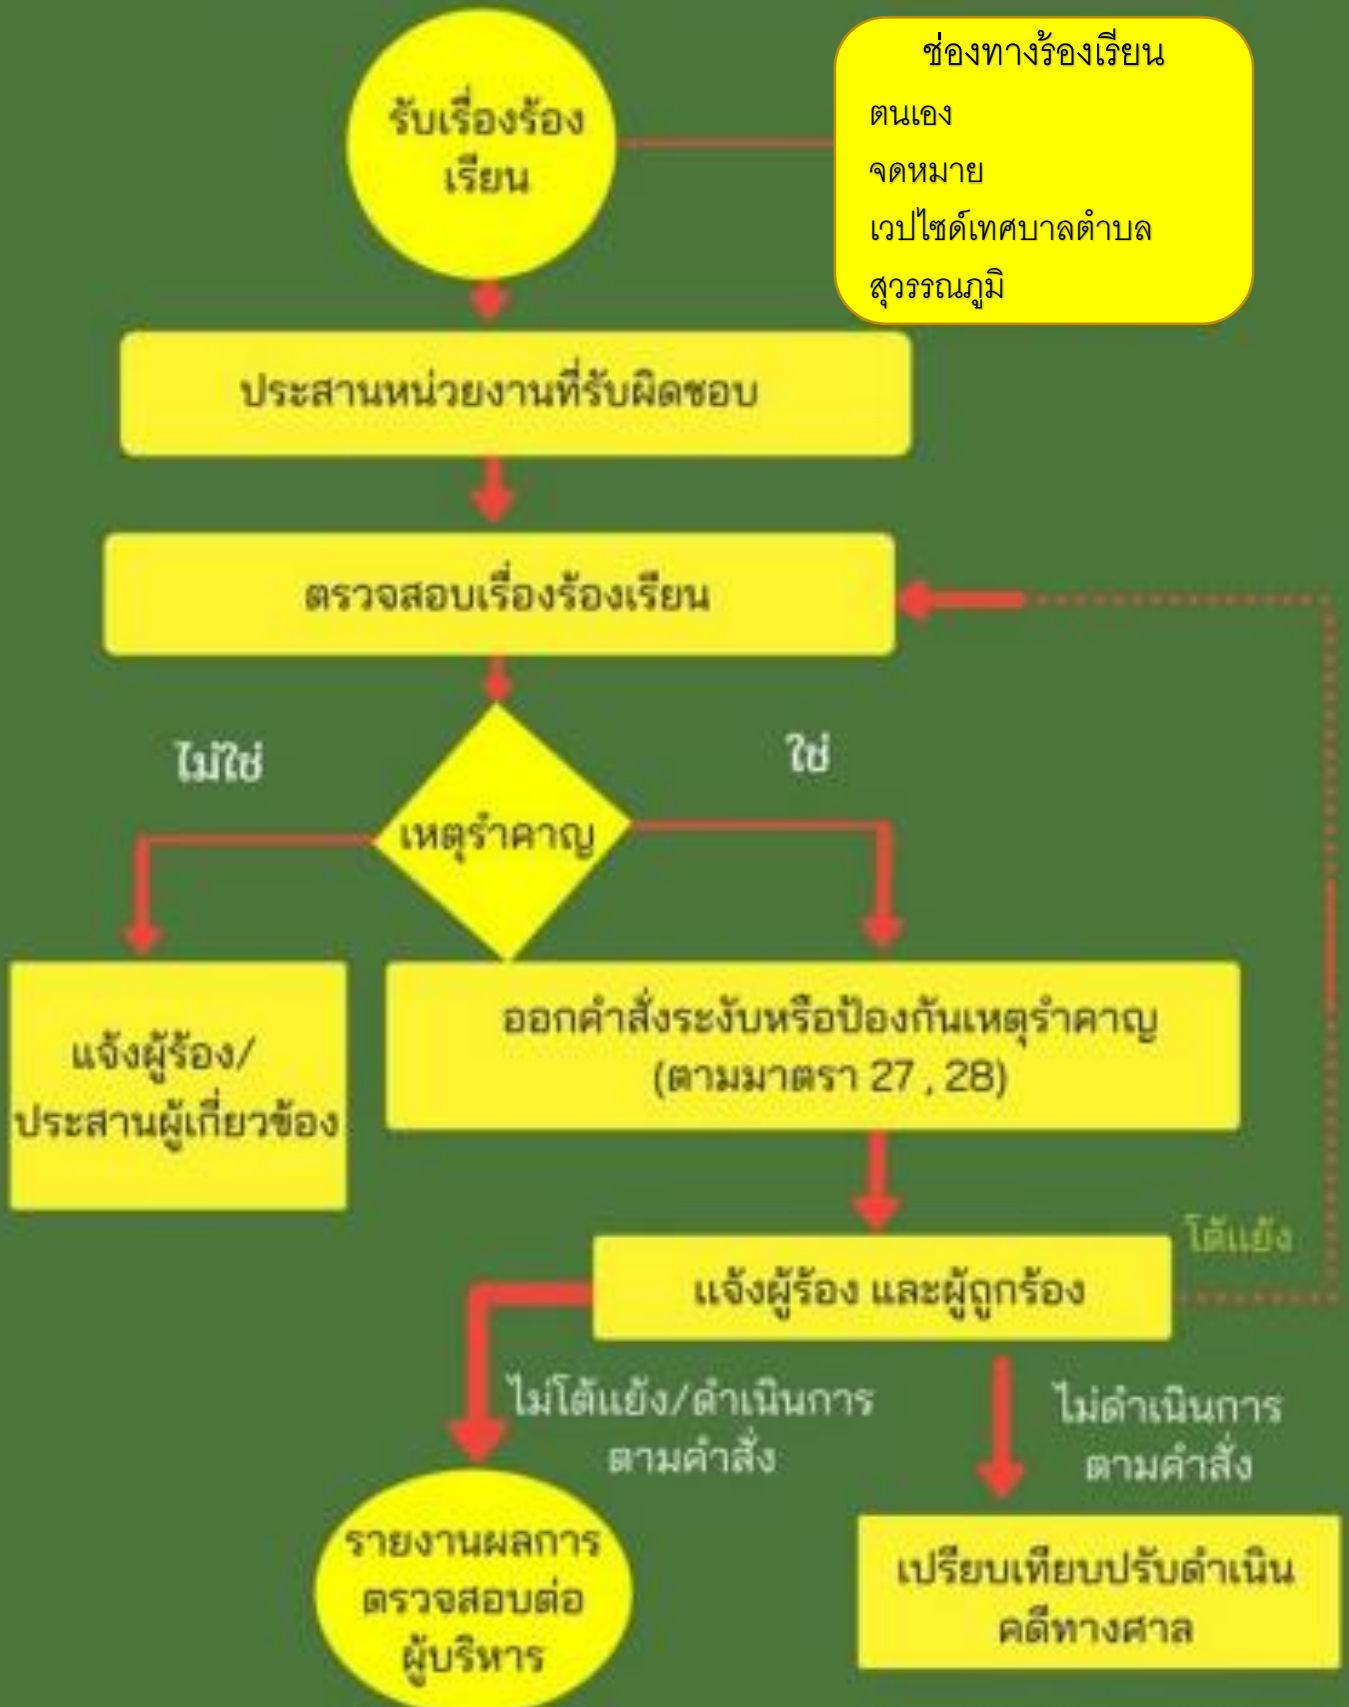 รับเรื่องร้อง
เรียน
ช่องทางร้องเรียน
ตนเอง
จดหมาย
เวปไซด์เทศบาลตำบล
สุวรรณภูมิ
ประสานหน่วยงานที่รับผิดชอบ
ตรวจสอบเรื่องร้องเรียน
ไม่ใช่
ใช่
เหตุรำคาญ
แจ้งผู้ร้อง/
ประสานผู้เกี่ยวข้อง
ออกคำสั่งระงับหรือป้องกันเหตุรำคาญ
(ตามมาตรา 27 , 28)
โต้แย้ง
แจ้งผู้ร้อง และผู้ถูกร้อง
ไม่โต้แย้ง/ดำเนินการ
ตามคำสั่ง
ไม่ดำเนินการ
ตามคำสั่ง
รายงานผลการ
ตรวจสอบต่อ
ผู้บริหาร
เปรียบเทียบปรับดำเนิน
คดีทางศาล